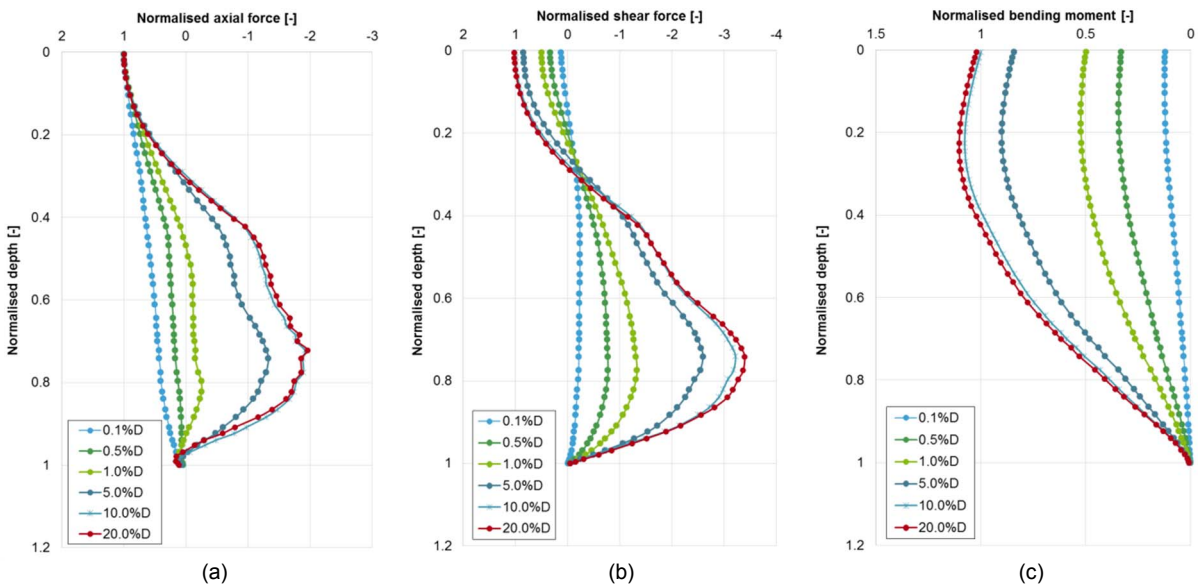 Normalised axial force [-]
2 1 0 -1 -2 -3
0
0.2
0.4
0.6
0.8
1
1.2
Normalised depth [-]
0.1%D
0.5%D
1.0%D
5.0%D
10.0%D
20.0%D
(a)
Normalised shear force [-]
2 1 0 -1 -2 -3 -4
0
0.2
0.4
0.6
0.8
1
1.2
Normalised depth [-]
0.1%D
0.5%D
1.0%D
5.0%D
10.0%D
20.0%D
(b)
Normalised bending moment [-]
1.5 1 0.5 0
0
0.2
0.4
0.6
0.8
1
1.2
Normalised depth [-]
0.1%D
0.5%D
1.0%D
5.0%D
10.0%D
20.0%D
(c)